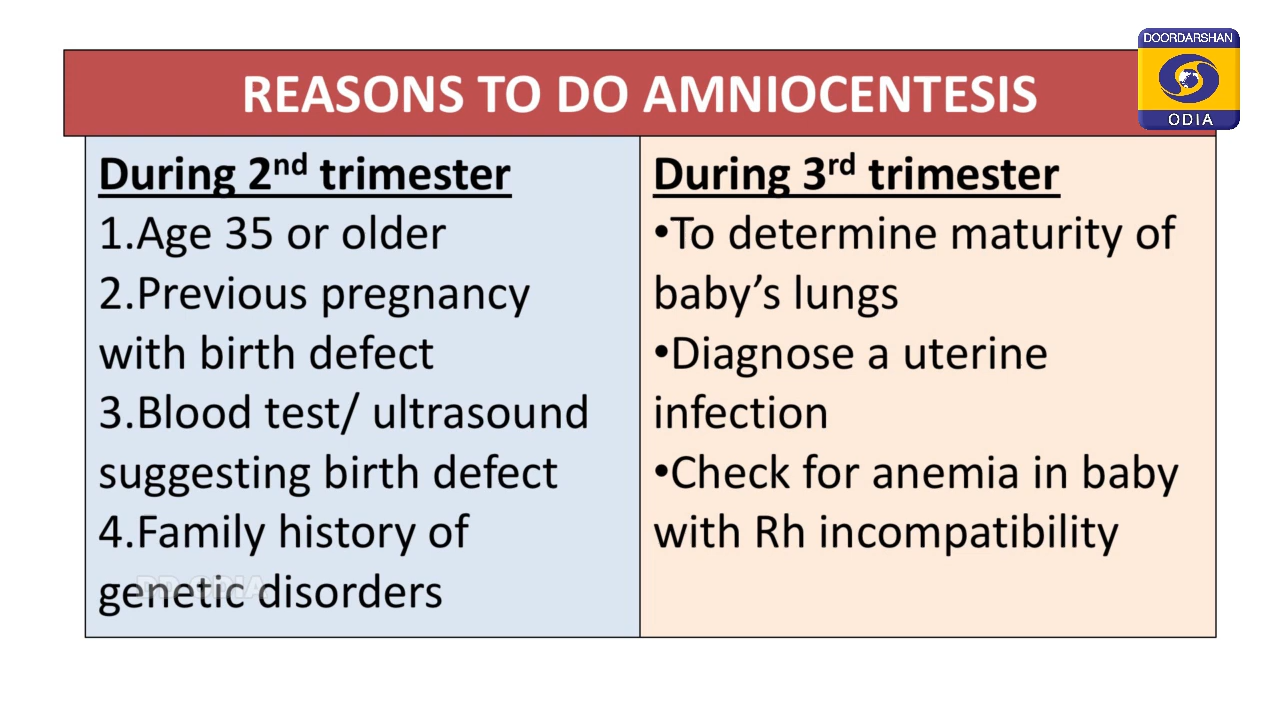 DOORDARSHAN
ODIA
REASONS TO DO AMNIOCENTESIS
During 2nd trimester
1.Age 35 or older
2.Previous pregnancy
with birth defect
3.Blood test/ ultrasound
suggesting birth defect
4.Family history of
genetic disorders
DD ODIA
During 3rd trimester
•To determine maturity of
baby’s lungs
•Diagnose a uterine
infection
•Check for anemia in baby
with Rh incompatibility